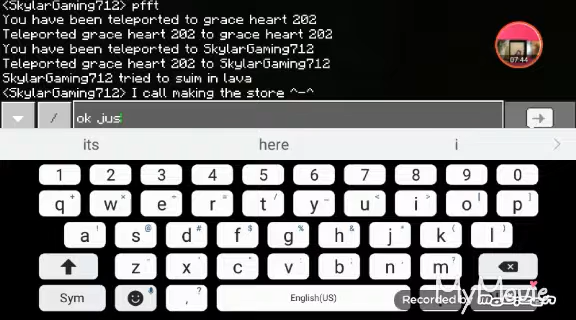 <SkylarGaming712> pfft
You have been teleported to grace heart 202
Teleported grace heart 202 to grace heart 202
You have been teleported to SkylarGaming712
Teleported grace heart 202 to SkylarGaming712
SkylarGaming712 tried to swim in lava
<SkylarGaming712> I call making the store ^-^
07:44
/ ok ,jus
its here i
1 2 3 4 5 6 7 8 9 0
q + w × e ÷ r = t / y _ u < i > o [ p ]
a ! s @ d # f $ g % h & j * k ( l )
z - x ' c " v : b ; n , m ?
Sym , ? English(US)
MyMovie
Recorded by